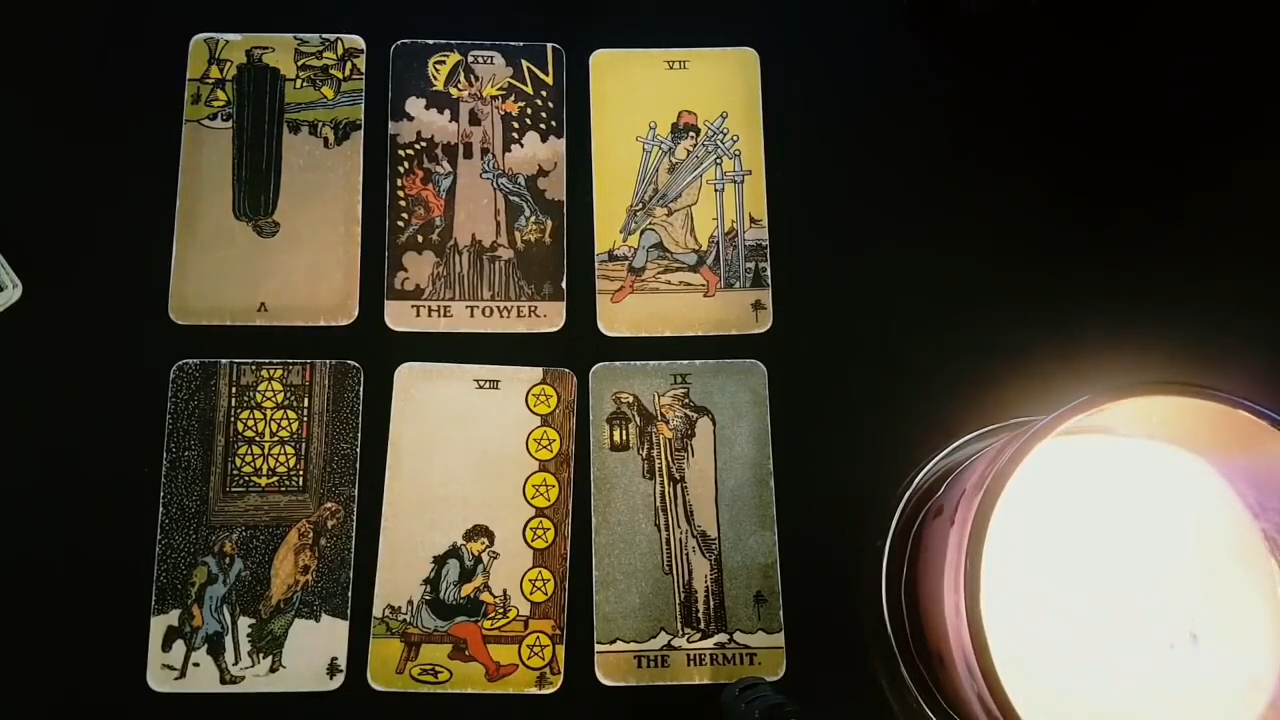 XVI
VII
V
THE TOWER.
VIII
IX
THE HERMIT.